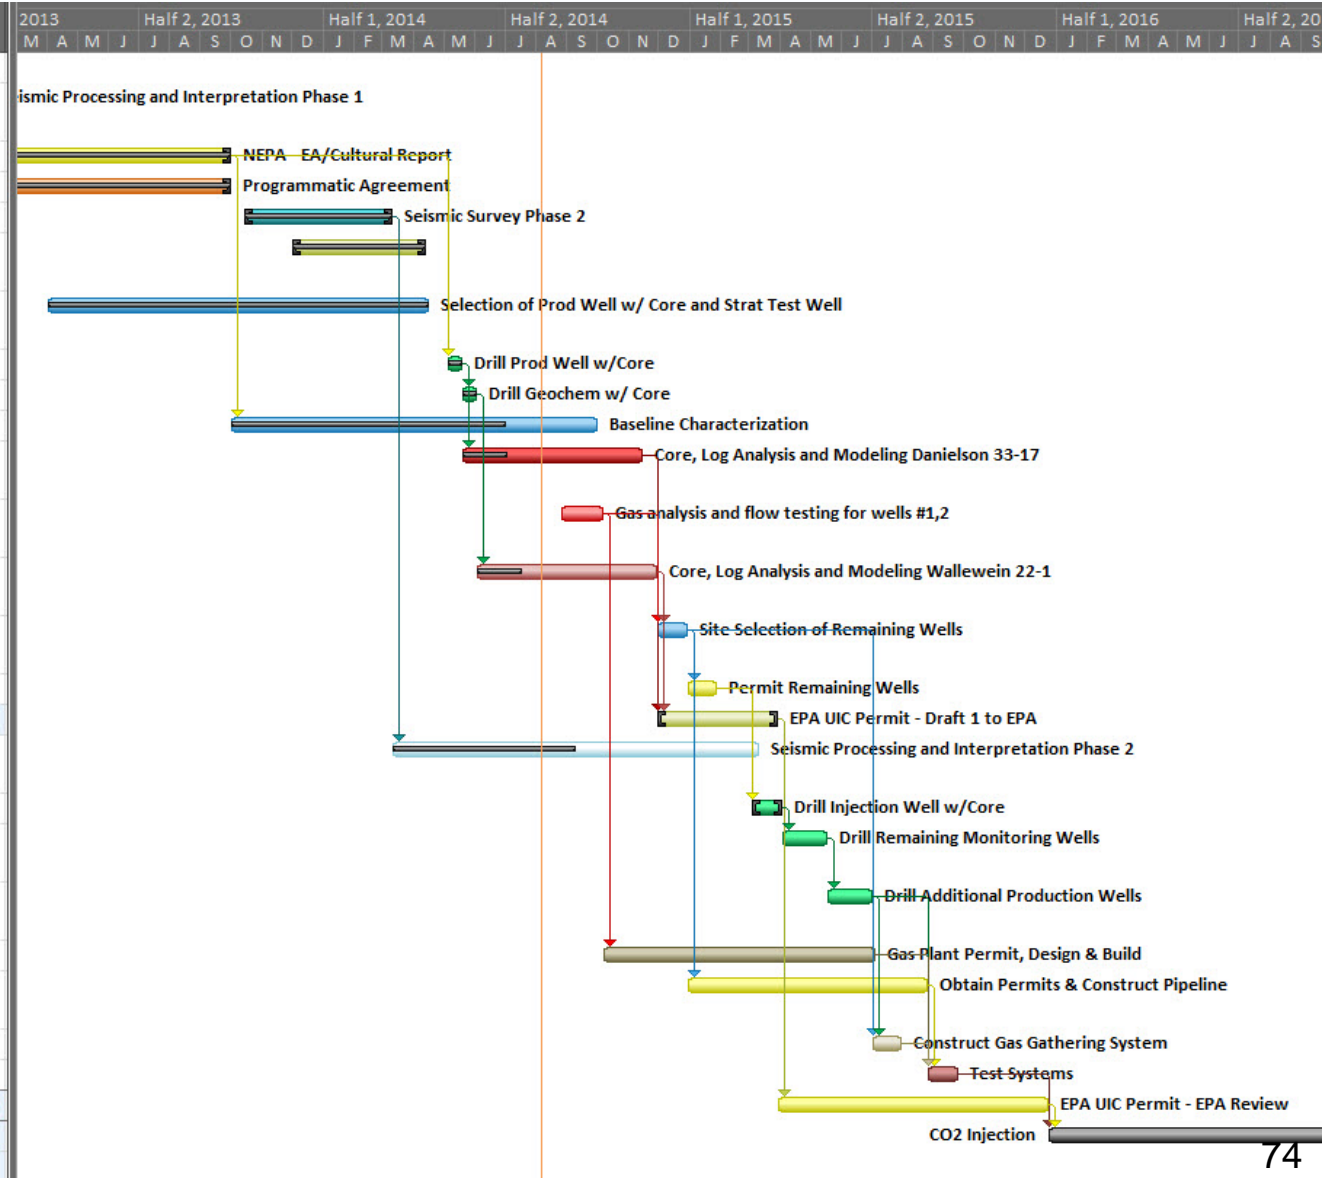 2013 Half 2, 2013 Half 1, 2014 Half 2, 2014 Half 1, 2015 Half 2, 2015 Half 1, 2016 Half 2, 20
M A M J J A S O N D J F M A M J J A S O N D J F M A M J J A S O N D J F M A M J J A S
ismic Processing and Interpretation Phase 1
NEPA EA/Cultural Report
Programmatic Agreement
Seismic Survey Phase 2
Selection of Prod Well w/ Core and Strat Test Well
Drill Prod Well w/Core
Drill Geochem w/ Core
Baseline Characterization
Core, Log Analysis and Modeling Danielson 33-17
Gas analysis and flow testing for wells #1,2
Core, Log Analysis and Modeling Wallewein 22-1
Site Selection of Remaining Wells
Permit Remaining Wells
EPA UIC Permit - Draft 1 to EPA
Seismic Processing and Interpretation Phase 2
Drill Injection Well w/Core
Drill Remaining Monitoring Wells
Drill Additional Production Wells
Gas Plant Permit, Design & Build
Obtain Permits & Construct Pipeline
Construct Gas Gathering System
Test Systems
EPA UIC Permit - EPA Review
CO2 Injection
74